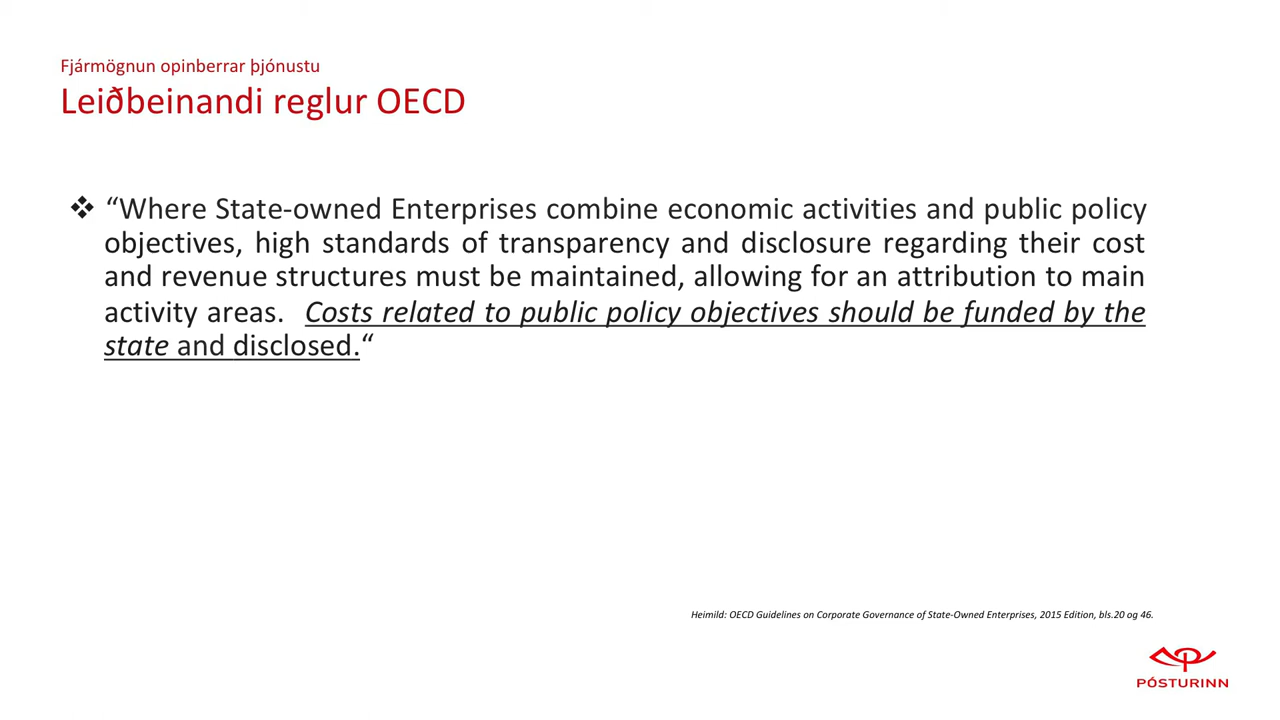 Fjármögnun opinberrar þjónustu
Leiðbeinandi reglur OECD
❖ “Where State-owned Enterprises combine economic activities and public policy
objectives, high standards of transparency and disclosure regarding their cost
and revenue structures must be maintained, allowing for an attribution to main
activity areas. Costs related to public policy objectives should be funded by the
state and disclosed.“
Heimild: OECD Guidelines on Corporate Governance of State-Owned Enterprises, 2015 Edition, bls.20 og 46.
PÓSTURINN